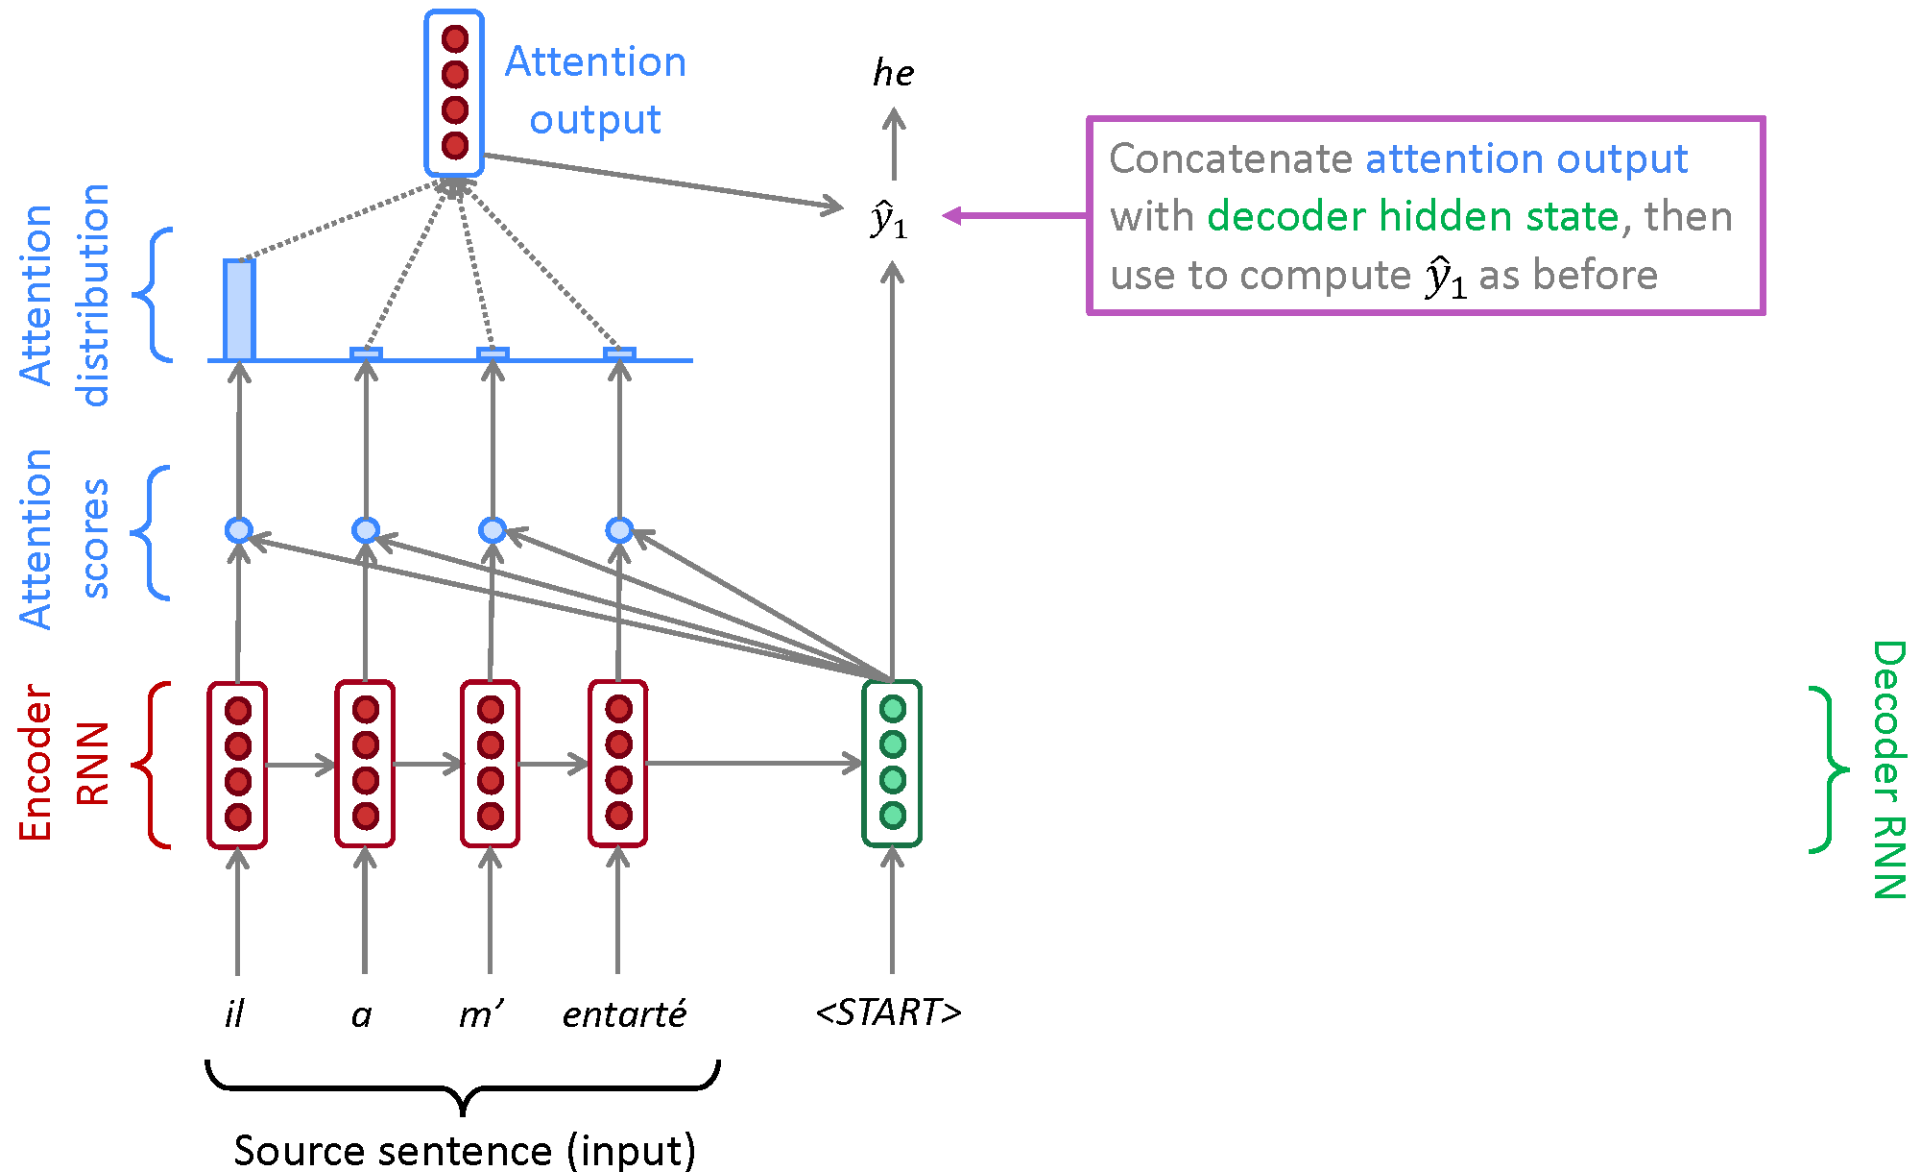 Attention
output
he
Concatenate attention output
with decoder hidden state, then
use to compute ŷ₁ as before
ŷ₁
Attention
distribution
Attention
scores
Encoder
RNN
Decoder RNN
il a m’ entarté <START>
Source sentence (input)